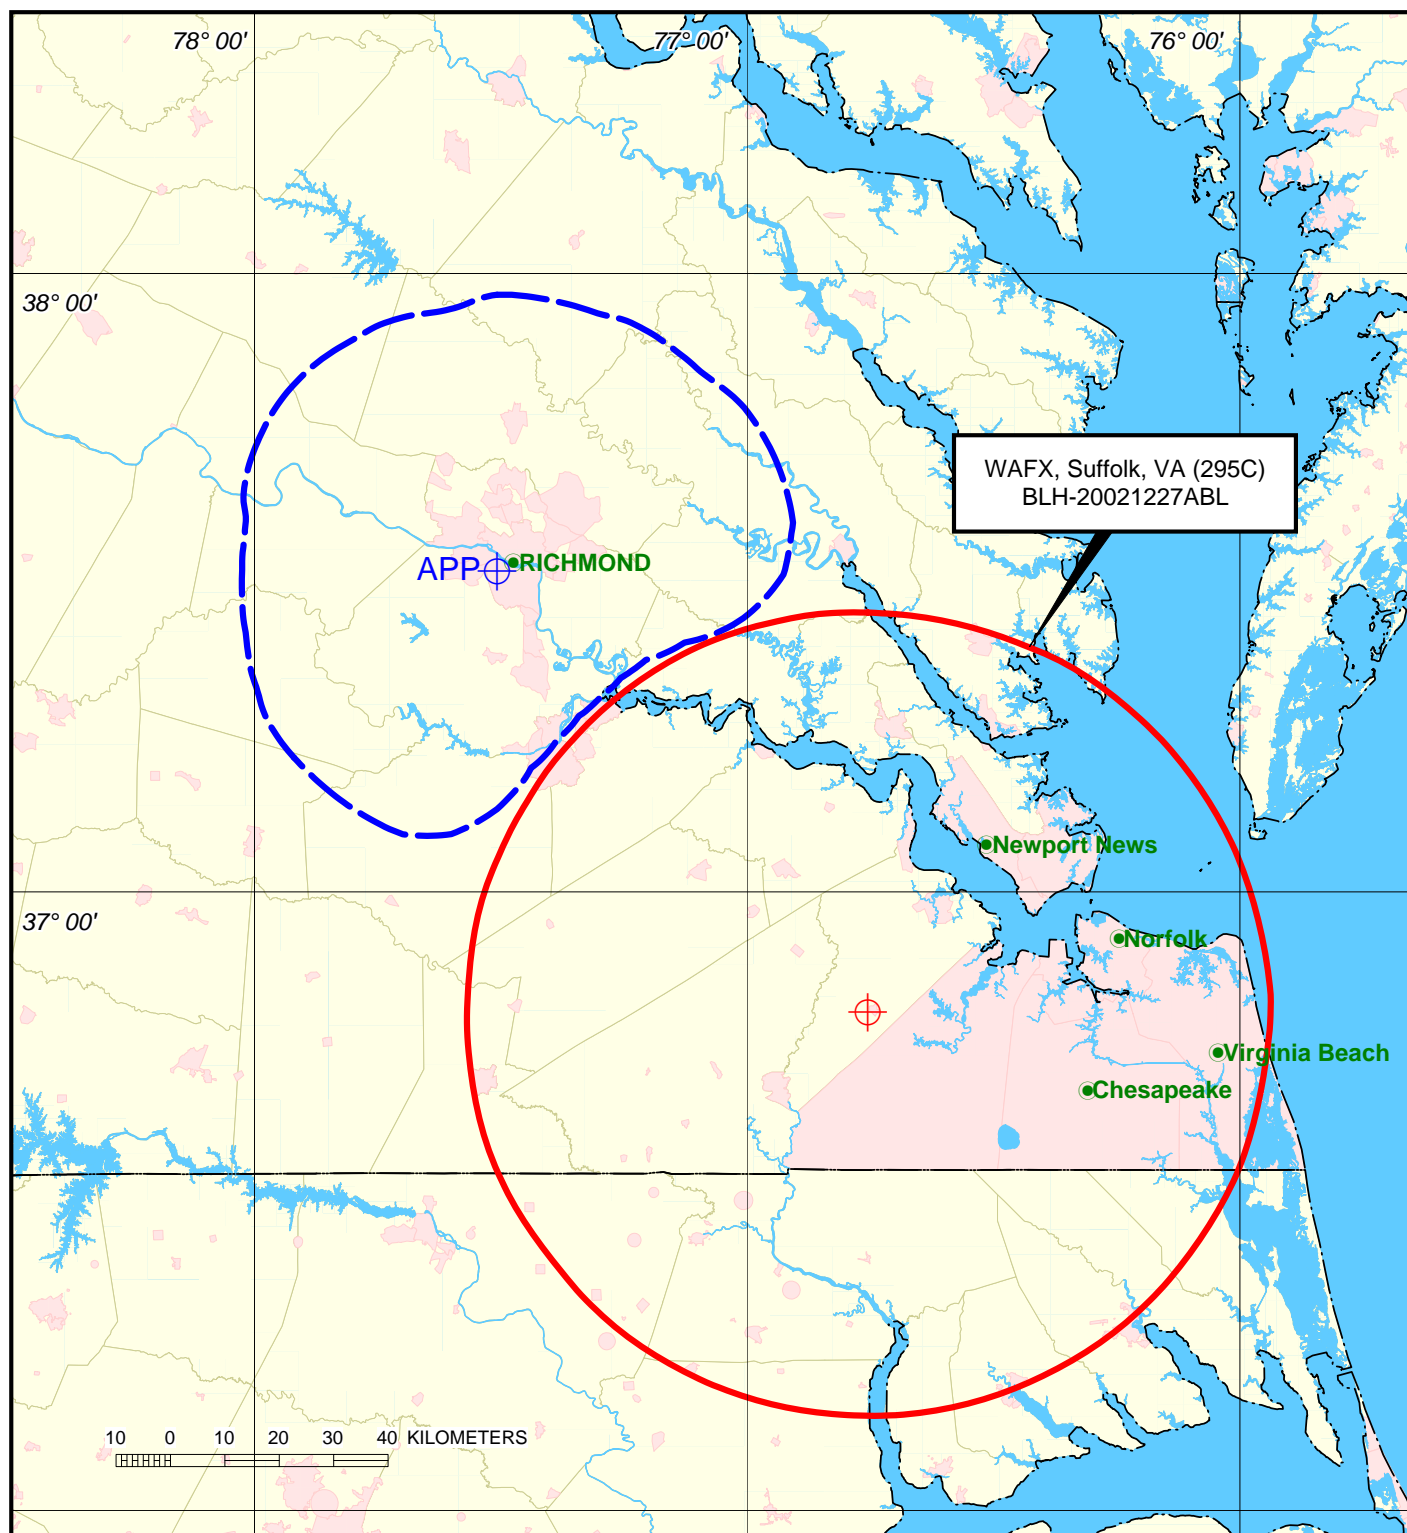 78° 00'
77° 00'
76° 00'
38° 00'
WAFX, Suffolk, VA (295C)
BLH-20021227ABL
APP
RICHMOND
Newport News
37° 00'
Norfolk
Virginia Beach
Chesapeake
10 0 10 20 30 40 KILOMETERS